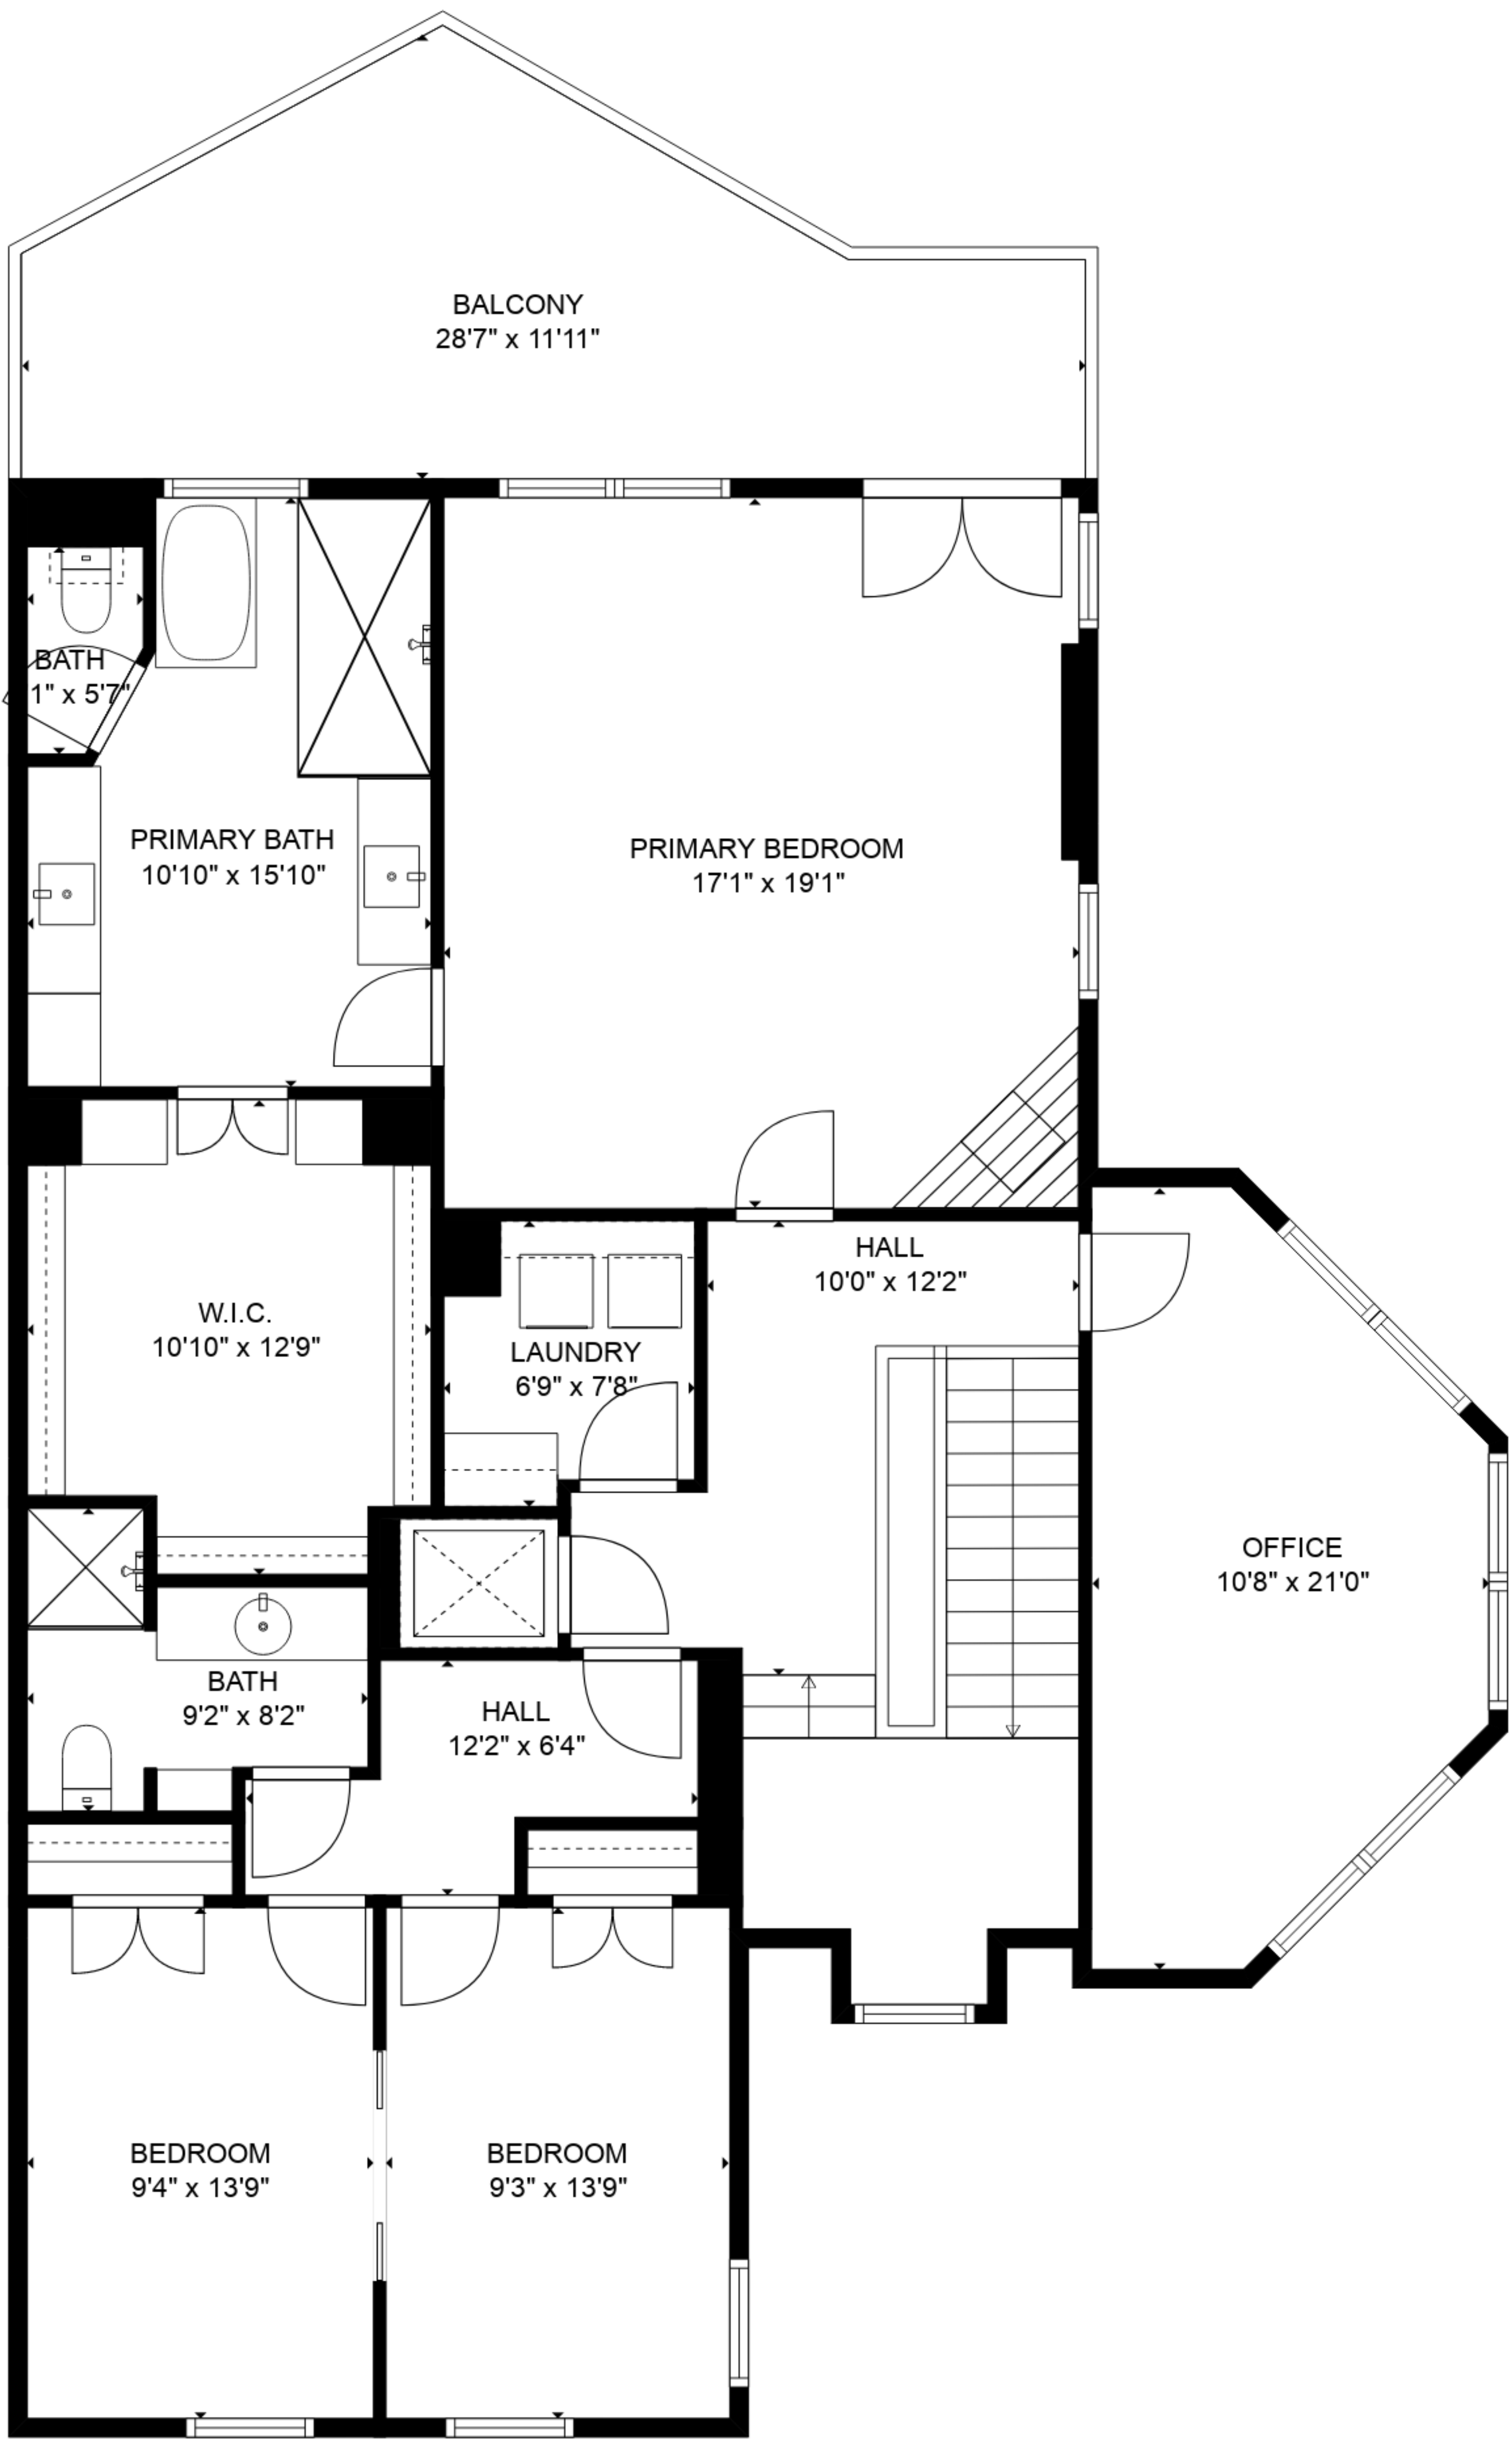 BALCONY
28'7" x 11'11"
BATH
1" x 5'7"
PRIMARY BATH
10'10" x 15'10"
PRIMARY BEDROOM
17'1" x 19'1"
HALL
10'0" x 12'2"
W.I.C.
10'10" x 12'9"
LAUNDRY
6'9" x 7'8"
OFFICE
10'8" x 21'0"
BATH
9'2" x 8'2"
HALL
12'2" x 6'4"
BEDROOM
9'4" x 13'9"
BEDROOM
9'3" x 13'9"